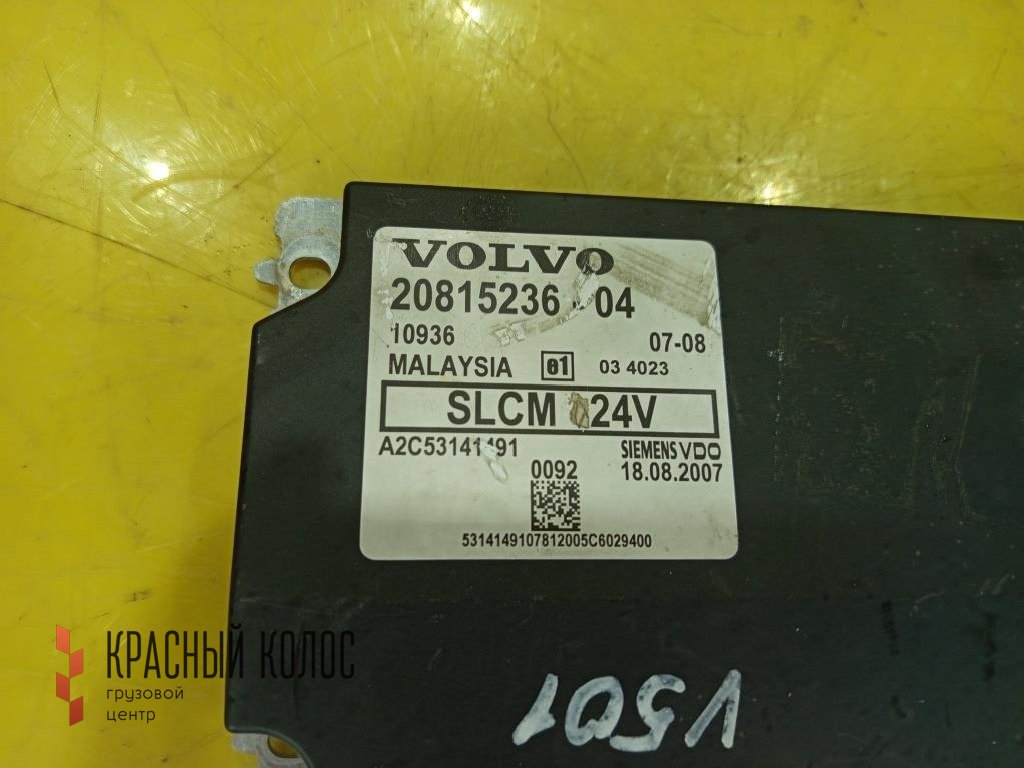 VOLVO
20815236 - 04
10936 07-08
MALAYSIA 01 03 4023
SLCM 24V
A2C53141491 SIEMENS VDO
0092 18.08.2007
5314149107812005C6029400
КРАСНЫЙ КОЛОС
грузовой
центр
V501